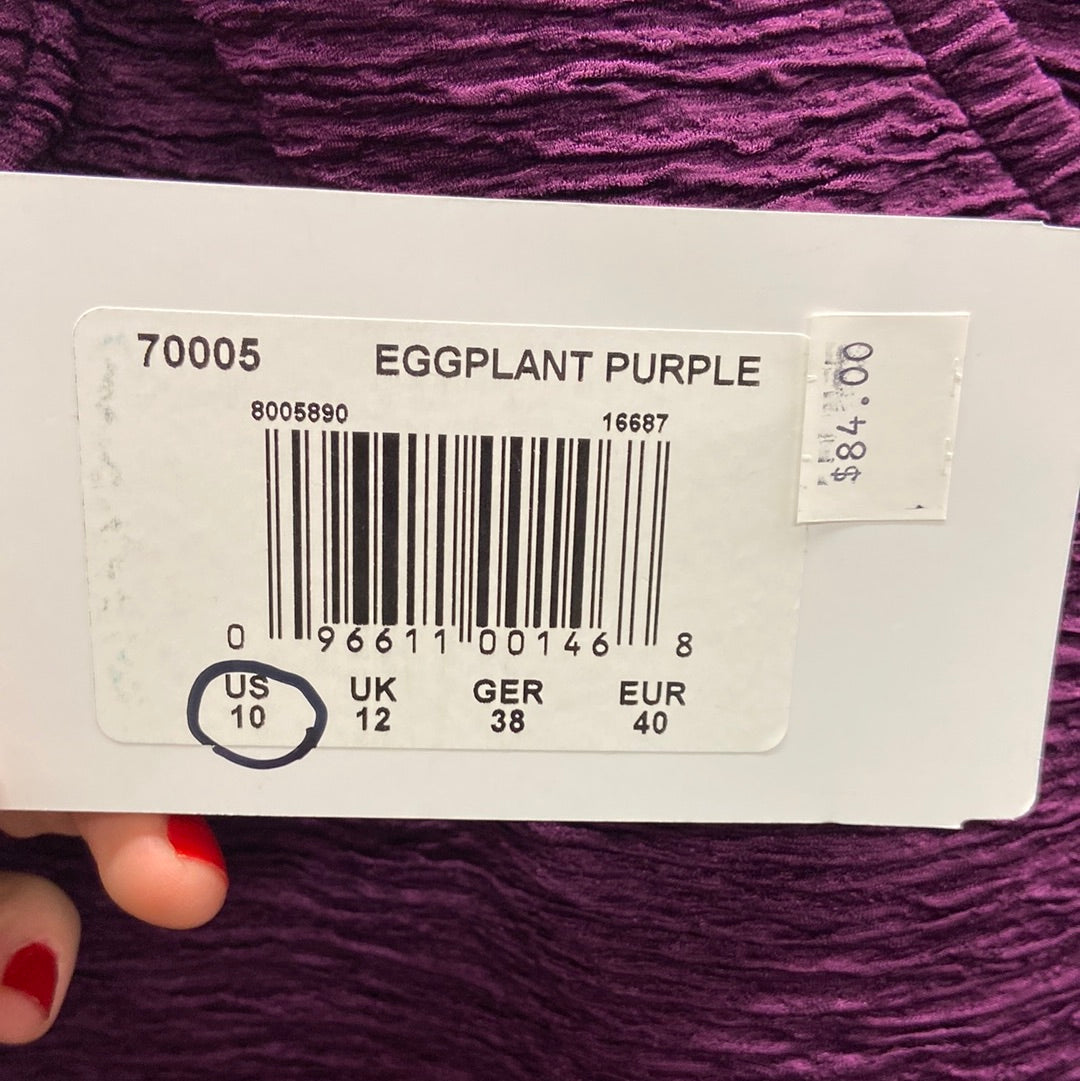 70005 EGGPLANT PURPLE
8005890 16687
0 96611 00146 8
US UK GER EUR
10 12 38 40
$84.00